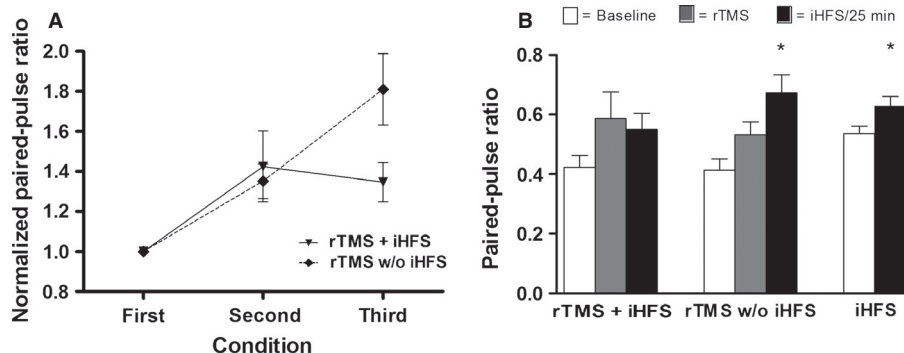 A
Normalized paired-pulse ratio
2.0
1.8
1.6
1.4
1.2
1.0
0.8
rTMS + iHFS
rTMS w/o iHFS
First Second Third
Condition
B
= Baseline = rTMS = iHFS/25 min
Paired-pulse ratio
0.8
0.6
0.4
0.2
0.0
* *
rTMS + iHFS rTMS w/o iHFS iHFS